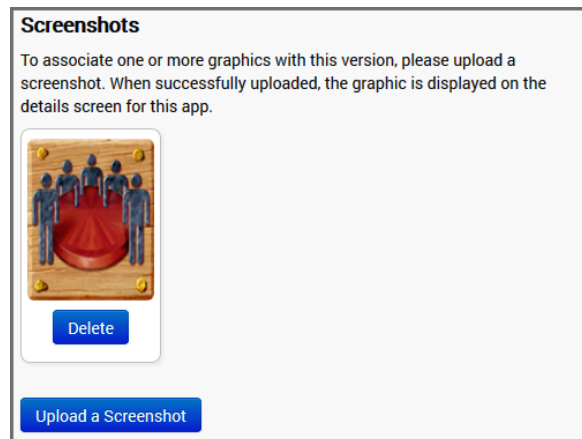 Screenshots
To associate one or more graphics with this version, please upload a
screenshot. When successfully uploaded, the graphic is displayed on the
details screen for this app.
Delete
Upload a Screenshot